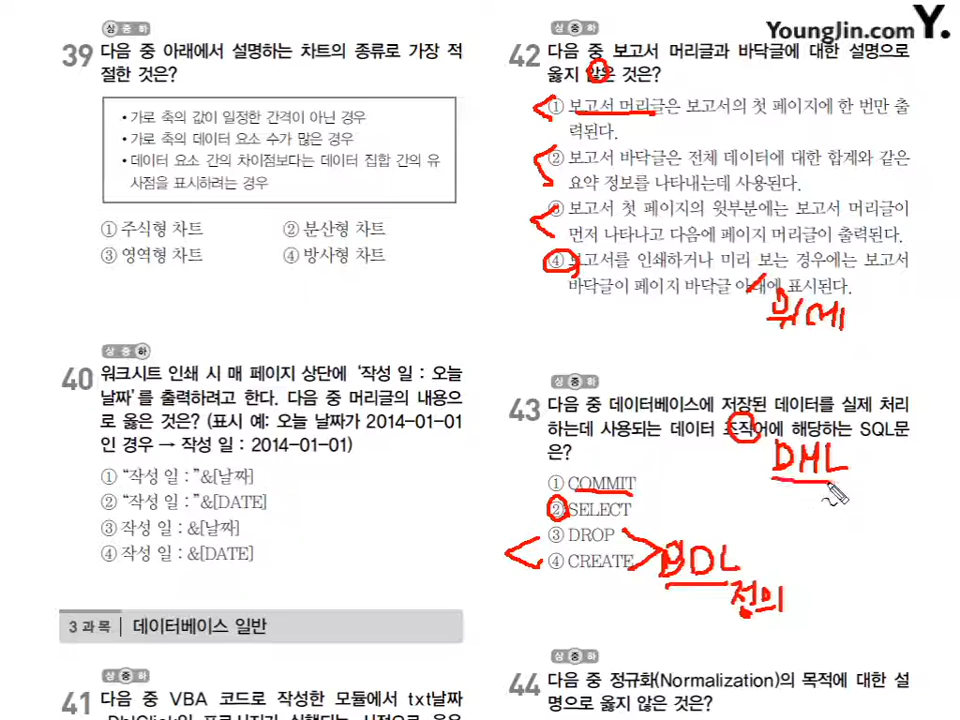 상 중 하
39 다음 중 아래에서 설명하는 차트의 종류로 가장 적
절한 것은?
• 가로 축의 값이 일정한 간격이 아닌 경우
• 가로 축의 데이터 요소 수가 많은 경우
• 데이터 요소 간의 차이점보다는 데이터 집합 간의 유
사점을 표시하려는 경우
① 주식형 차트 ② 분산형 차트
③ 영역형 차트 ④ 방사형 차트
상 중 하
40 워크시트 인쇄 시 매 페이지 상단에 ‘작성 일 : 오늘
날짜’를 출력하려고 한다. 다음 중 머리글의 내용으
로 옳은 것은? (표시 예: 오늘 날짜가 2014-01-01
인 경우 → 작성 일 : 2014-01-01)
① “작성 일 : ”&[날짜]
② “작성 일 : ”&[DATE]
③ 작성 일 : &[날짜]
④ 작성 일 : &[DATE]
3 과목 데이터베이스 일반
상 중 하
41 다음 중 VBA 코드로 작성한 모듈에서 txt날짜
YoungJin.com Y.
상 중 하
42 다음 중 보고서 머리글과 바닥글에 대한 설명으로
옳지 않은 것은?
① 보고서 머리글은 보고서의 첫 페이지에 한 번만 출
력된다.
② 보고서 바닥글은 전체 데이터에 대한 합계와 같은
요약 정보를 나타내는데 사용된다.
③ 보고서 첫 페이지의 윗부분에는 보고서 머리글이
먼저 나타나고 다음에 페이지 머리글이 출력된다.
④ 보고서를 인쇄하거나 미리 보는 경우에는 보고서
바닥글이 페이지 바닥글 아래에 표시된다.
위에
상 중 하
43 다음 중 데이터베이스에 저장된 데이터를 실제 처리
하는데 사용되는 데이터 조작어에 해당하는 SQL문
은?
DML
① COMMIT
② SELECT
③ DROP
④ CREATE
DDL
정의
상 중 하
44 다음 중 정규화(Normalization)의 목적에 대한 설
명으로 옳지 않은 것은?